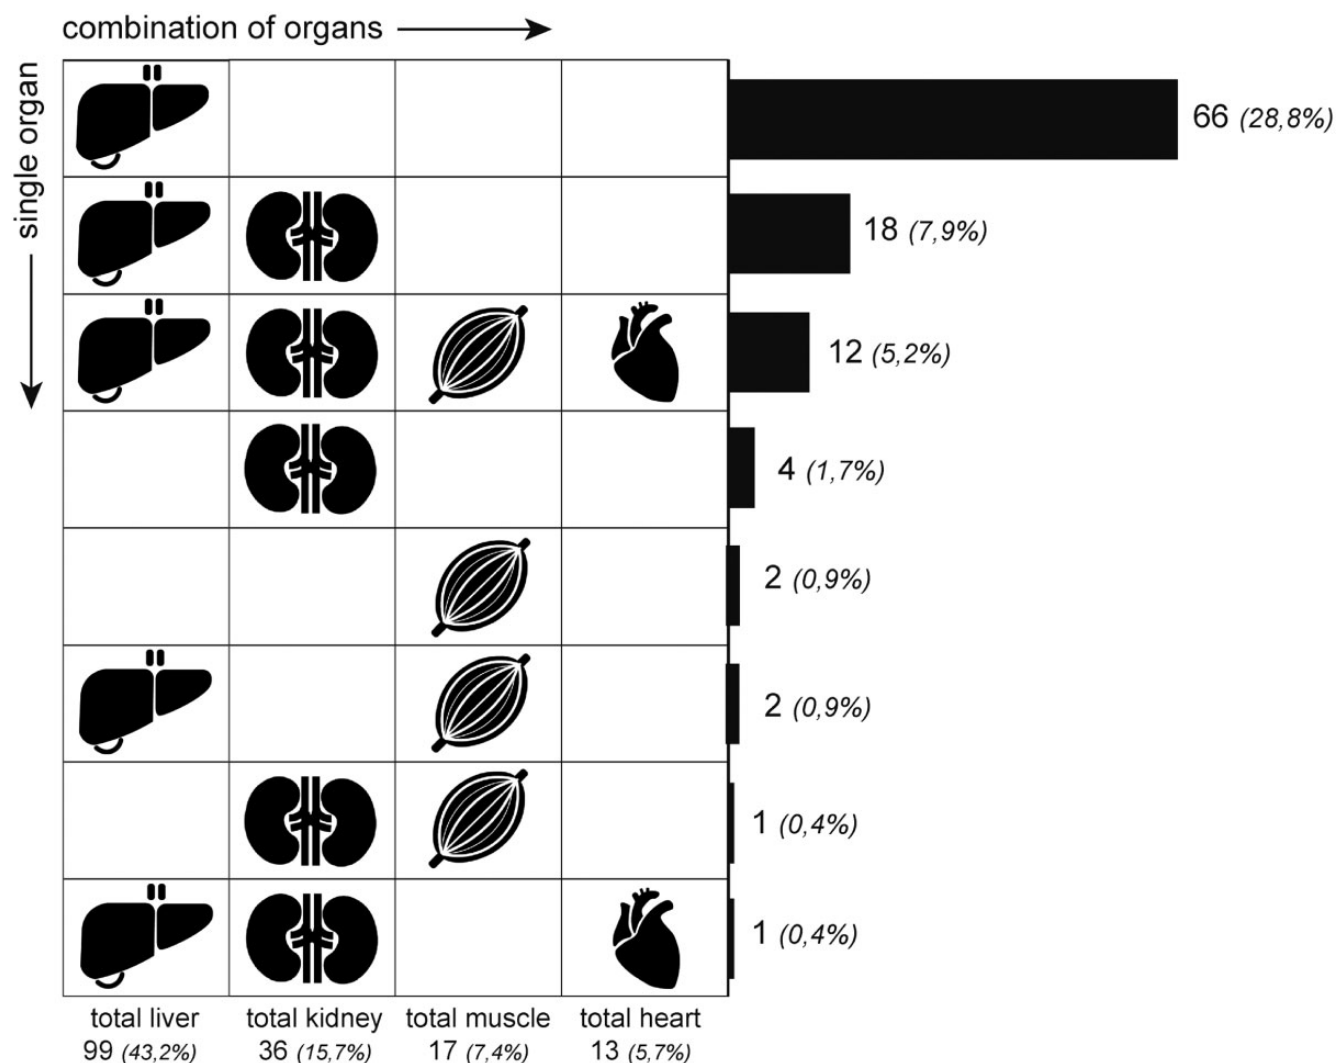 combination of organs
single organ
66 (28,8%)
18 (7,9%)
12 (5,2%)
4 (1,7%)
2 (0,9%)
2 (0,9%)
1 (0,4%)
1 (0,4%)
total liver total kidney total muscle total heart
99 (43,2%) 36 (15,7%) 17 (7,4%) 13 (5,7%)